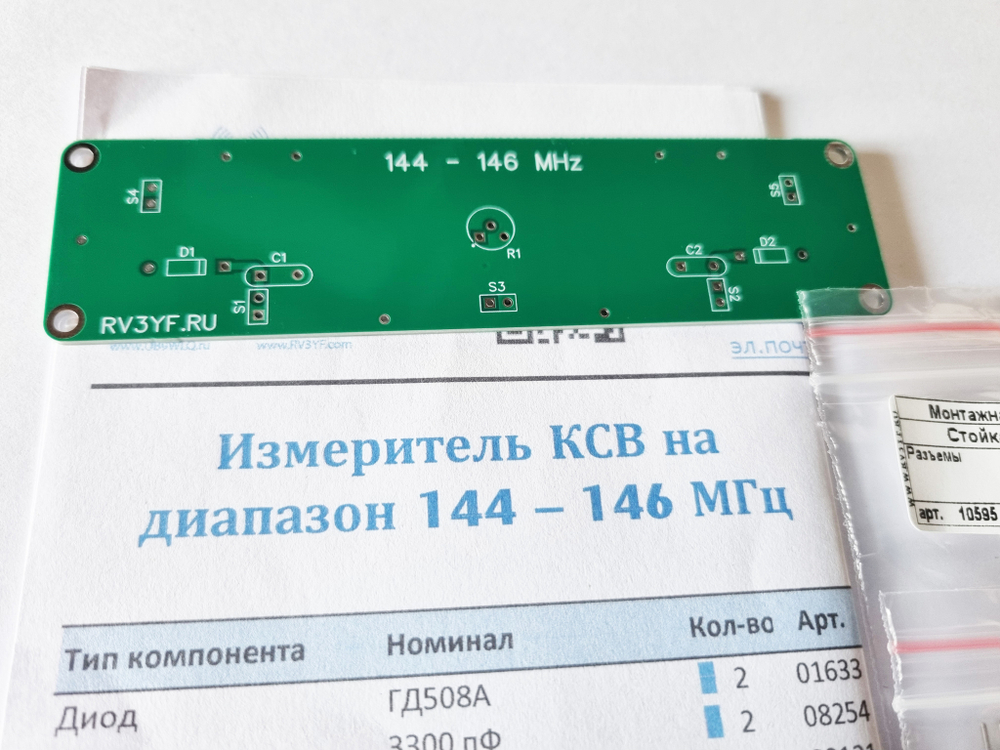 144 - 146 MHz
S4
S5
R1
D1
C1
C2
D2
S1
S3
S2
RV3YF.RU
www.RV3YF.com
эл.поч
Измеритель КСВ на
диапазон 144 – 146 МГц
Тип компонента Номинал Кол-во Арт.
Диод ГД508А 2 01633
3300 пФ 2 08254
Монтажн
Стойк
Разъемы
арт. 10595